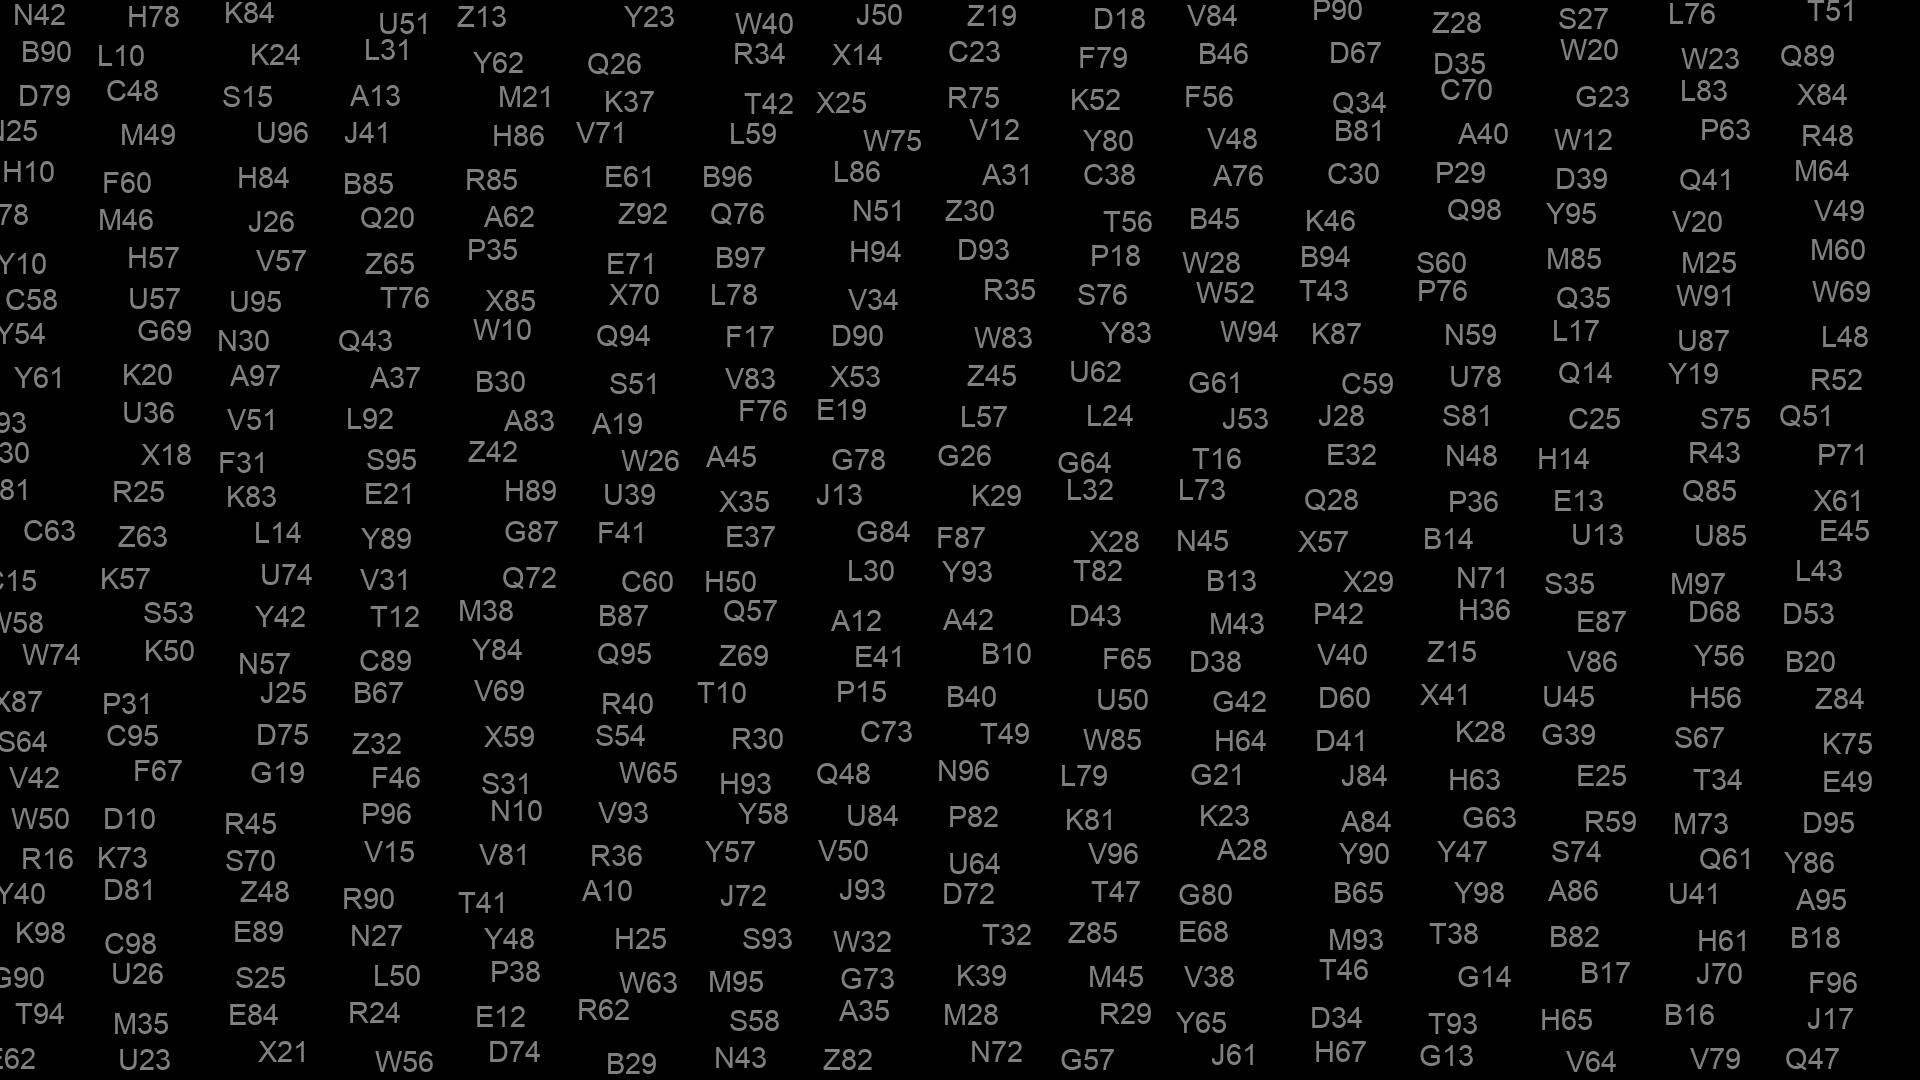 N42 H78 K84 U51 Z13 Y23 W40 J50 Z19 D18 V84 P90 Z28 S27 L76 T51
B90 L10 K24 L31 Y62 Q26 R34 X14 C23 F79 B46 D67 D35 W20 W23 Q89
D79 C48 S15 A13 M21 K37 T42 X25 R75 K52 F56 Q34 C70 G23 L83 X84
25 M49 U96 J41 H86 V71 L59 W75 V12 Y80 V48 B81 A40 W12 P63 R48
H10 F60 H84 B85 R85 E61 B96 L86 A31 C38 A76 C30 P29 D39 Q41 M64
78 M46 J26 Q20 A62 Z92 Q76 N51 Z30 T56 B45 K46 Q98 Y95 V20 V49
Y10 H57 V57 Z65 P35 E71 B97 H94 D93 P18 W28 B94 S60 M85 M25 M60
C58 U57 U95 T76 X85 X70 L78 V34 R35 S76 W52 T43 P76 Q35 W91 W69
Y54 G69 N30 Q43 W10 Q94 F17 D90 W83 Y83 W94 K87 N59 L17 U87 L48
Y61 K20 A97 A37 B30 S51 V83 X53 Z45 U62 G61 C59 U78 Q14 Y19 R52
93 U36 V51 L92 A83 A19 F76 E19 L57 L24 J53 J28 S81 C25 S75 Q51
30 X18 F31 S95 Z42 W26 A45 G78 G26 G64 T16 E32 N48 H14 R43 P71
81 R25 K83 E21 H89 U39 X35 J13 K29 L32 L73 Q28 P36 E13 Q85 X61
C63 Z63 L14 Y89 G87 F41 E37 G84 F87 X28 N45 X57 B14 U13 U85 E45
C15 K57 U74 V31 Q72 C60 H50 L30 Y93 T82 B13 X29 N71 S35 M97 L43
W58 S53 Y42 T12 M38 B87 Q57 A12 A42 D43 M43 P42 H36 E87 D68 D53
W74 K50 N57 C89 Y84 Q95 Z69 E41 B10 F65 D38 V40 Z15 V86 Y56 B20
X87 P31 J25 B67 V69 R40 T10 P15 B40 U50 G42 D60 X41 U45 H56 Z84
S64 C95 D75 Z32 X59 S54 R30 C73 T49 W85 H64 D41 K28 G39 S67 K75
V42 F67 G19 F46 S31 W65 H93 Q48 N96 L79 G21 J84 H63 E25 T34 E49
W50 D10 R45 P96 N10 V93 Y58 U84 P82 K81 K23 A84 G63 R59 M73 D95
R16 K73 S70 V15 V81 R36 Y57 V50 U64 V96 A28 Y90 Y47 S74 Q61 Y86
Y40 D81 Z48 R90 T41 A10 J72 J93 D72 T47 G80 B65 Y98 A86 U41 A95
K98 C98 E89 N27 Y48 H25 S93 W32 T32 Z85 E68 M93 T38 B82 H61 B18
G90 U26 S25 L50 P38 W63 M95 G73 K39 M45 V38 T46 G14 B17 J70 F96
T94 M35 E84 R24 E12 R62 S58 A35 M28 R29 Y65 D34 T93 H65 B16 J17
E62 U23 X21 W56 D74 B29 N43 Z82 N72 G57 J61 H67 G13 V64 V79 Q47